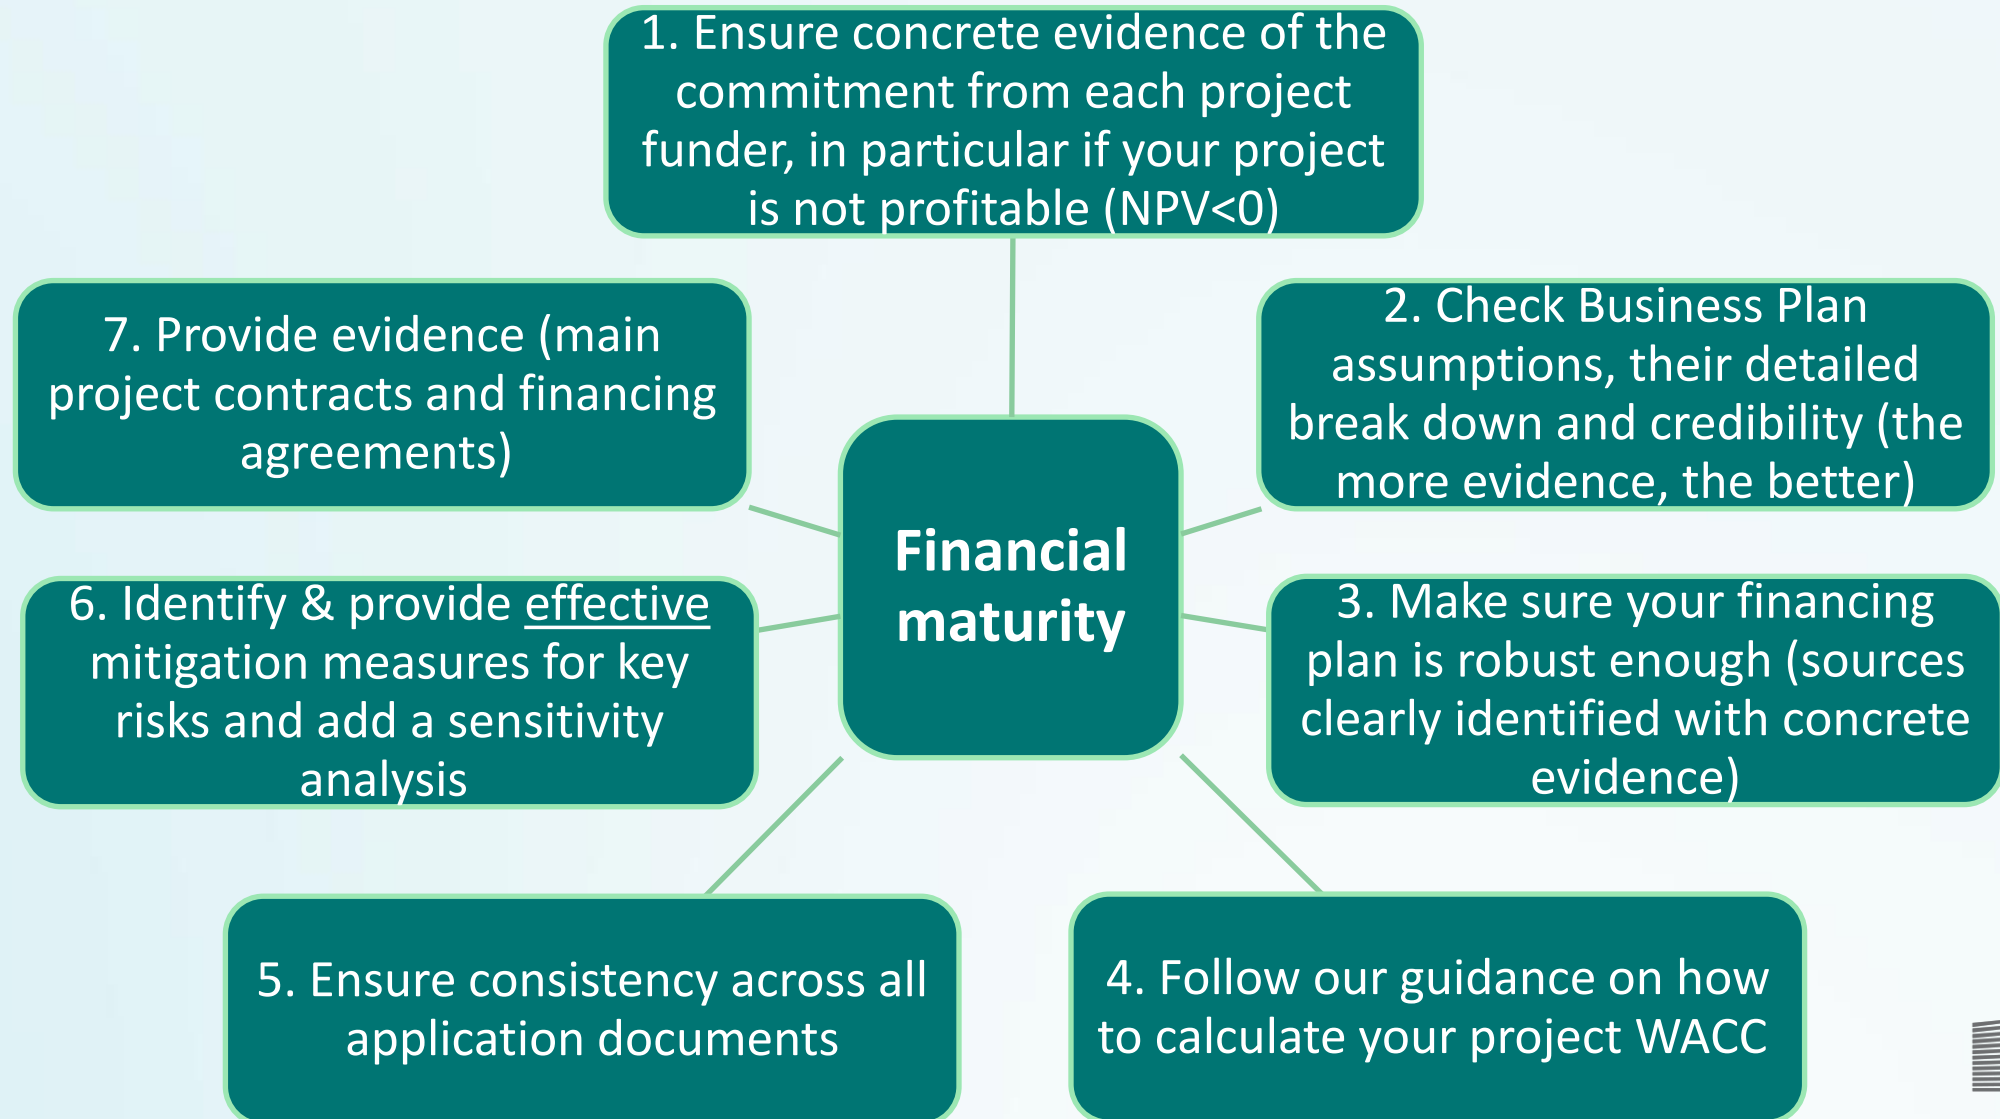 1. Ensure concrete evidence of the
commitment from each project
funder, in particular if your project
is not profitable (NPV<0)
2. Check Business Plan
assumptions, their detailed
break down and credibility (the
more evidence, the better)
3. Make sure your financing
plan is robust enough (sources
clearly identified with concrete
evidence)
4. Follow our guidance on how
to calculate your project WACC
5. Ensure consistency across all
application documents
6. Identify & provide effective
mitigation measures for key
risks and add a sensitivity
analysis
7. Provide evidence (main
project contracts and financing
agreements)
Financial
maturity